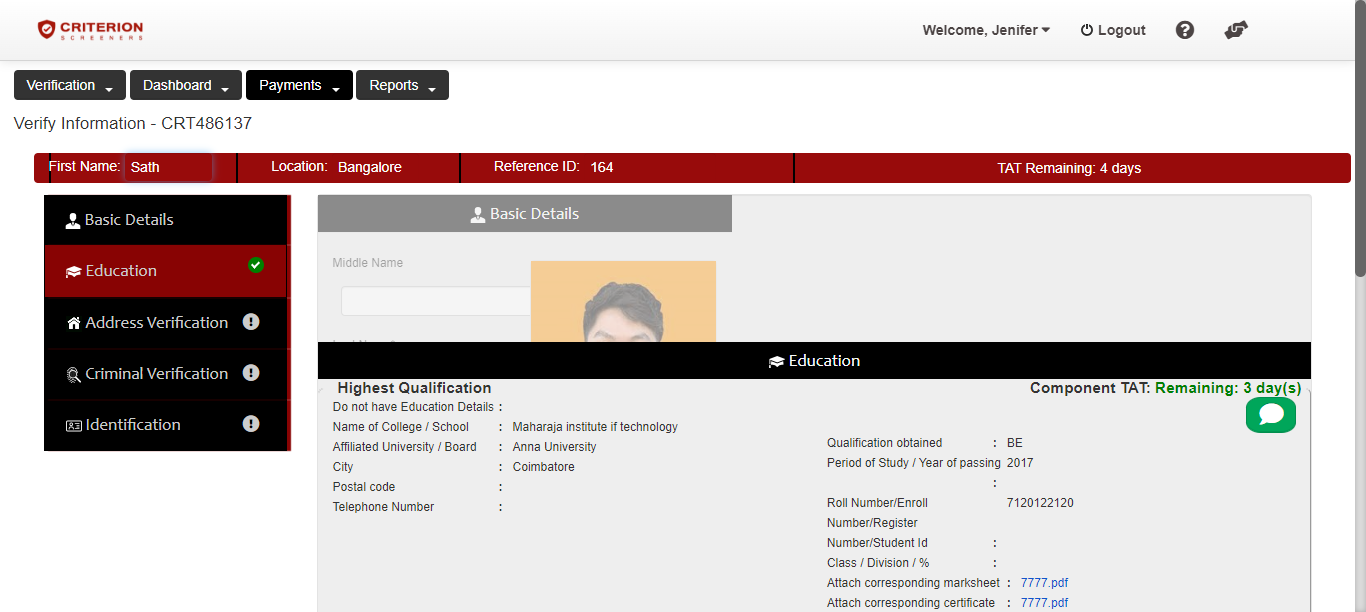 CRITERION
SCREENERS
Welcome, Jenifer
Logout
Verification
Dashboard
Payments
Reports
Verify Information - CRT486137
First Name: Sath
Location: Bangalore
Reference ID: 164
TAT Remaining: 4 days
Basic Details
Education
Address Verification
Criminal Verification
Identification
Basic Details
Middle Name
Education
Highest Qualification
Component TAT: Remaining: 3 day(s)
Do not have Education Details :
Name of College / School : Maharaja institute if technology
Affiliated University / Board : Anna University
City : Coimbatore
Postal code :
Telephone Number :
Qualification obtained : BE
Period of Study / Year of passing 2017
:
Roll Number/Enroll 7120122120
Number/Register
Number/Student Id :
Class / Division / % :
Attach corresponding marksheet : 7777.pdf
Attach corresponding certificate : 7777.pdf